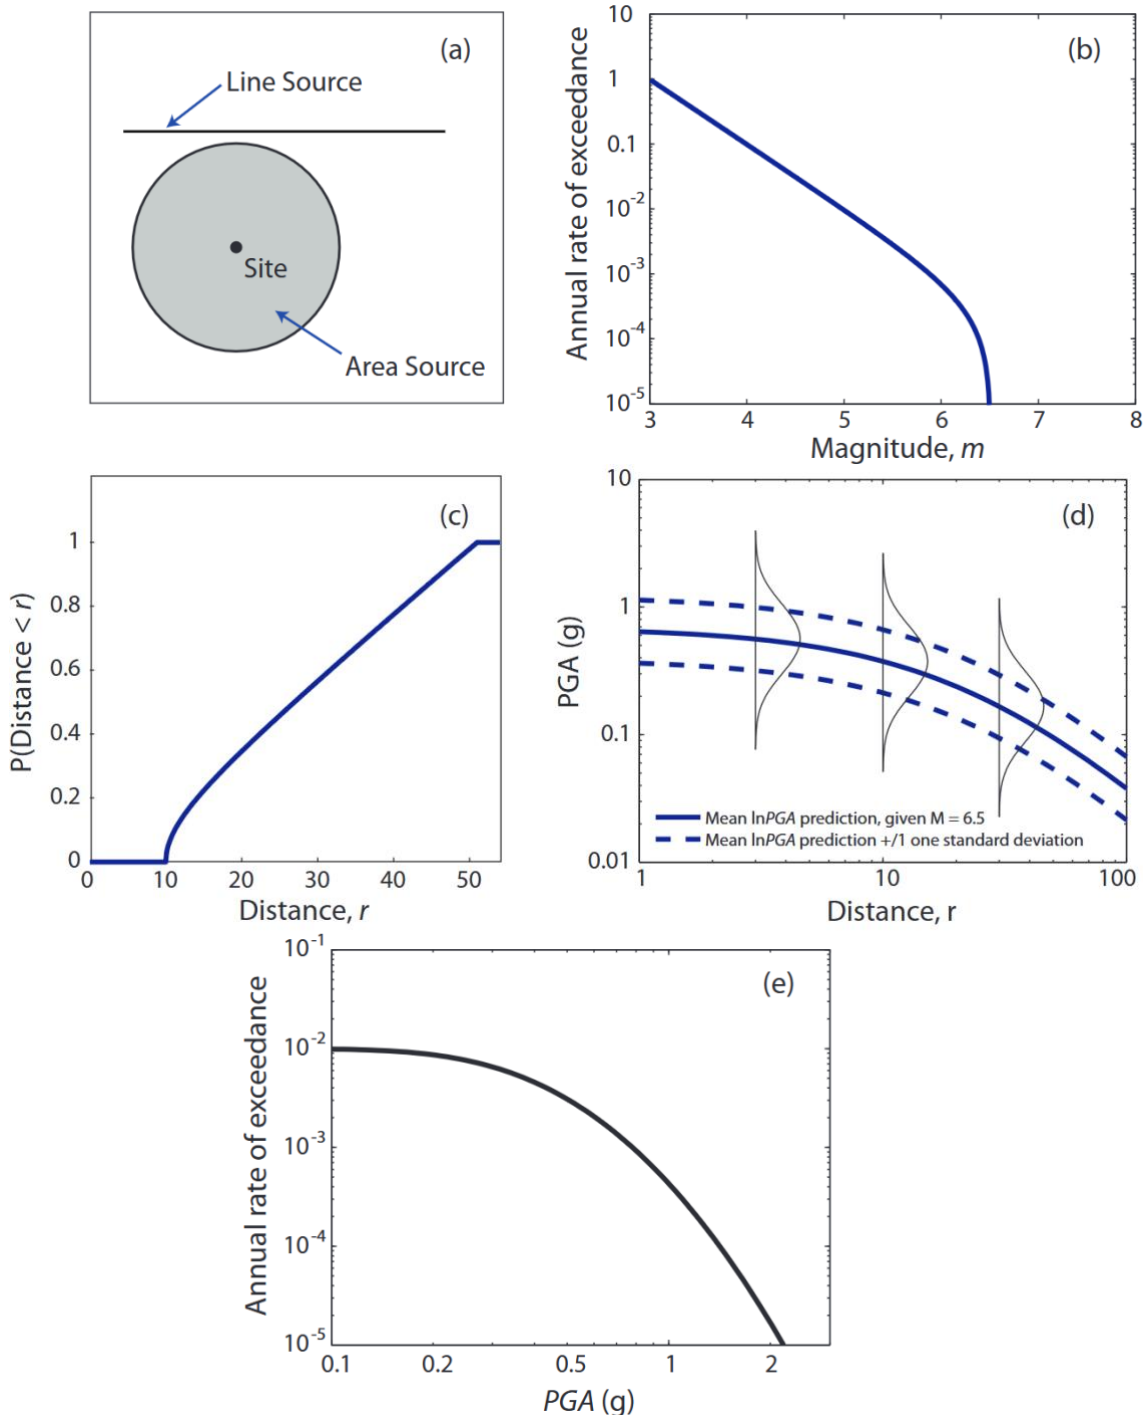 (a)
Line Source
Site
Area Source
(b)
Annual rate of exceedance
10
1
0.1
10-2
10-3
10-4
10-5
3 4 5 6 7 8
Magnitude, m
(c)
P(Distance < r)
1
0.8
0.6
0.4
0.2
0
0 10 20 30 40 50
Distance, r
(d)
PGA (g)
10
1
0.1
0.01
Mean lnPGA prediction, given M = 6.5
Mean lnPGA prediction +/1 one standard deviation
1 10 100
Distance, r
(e)
Annual rate of exceedance
10-1
10-2
10-3
10-4
10-5
0.1 0.2 0.5 1 2
PGA (g)